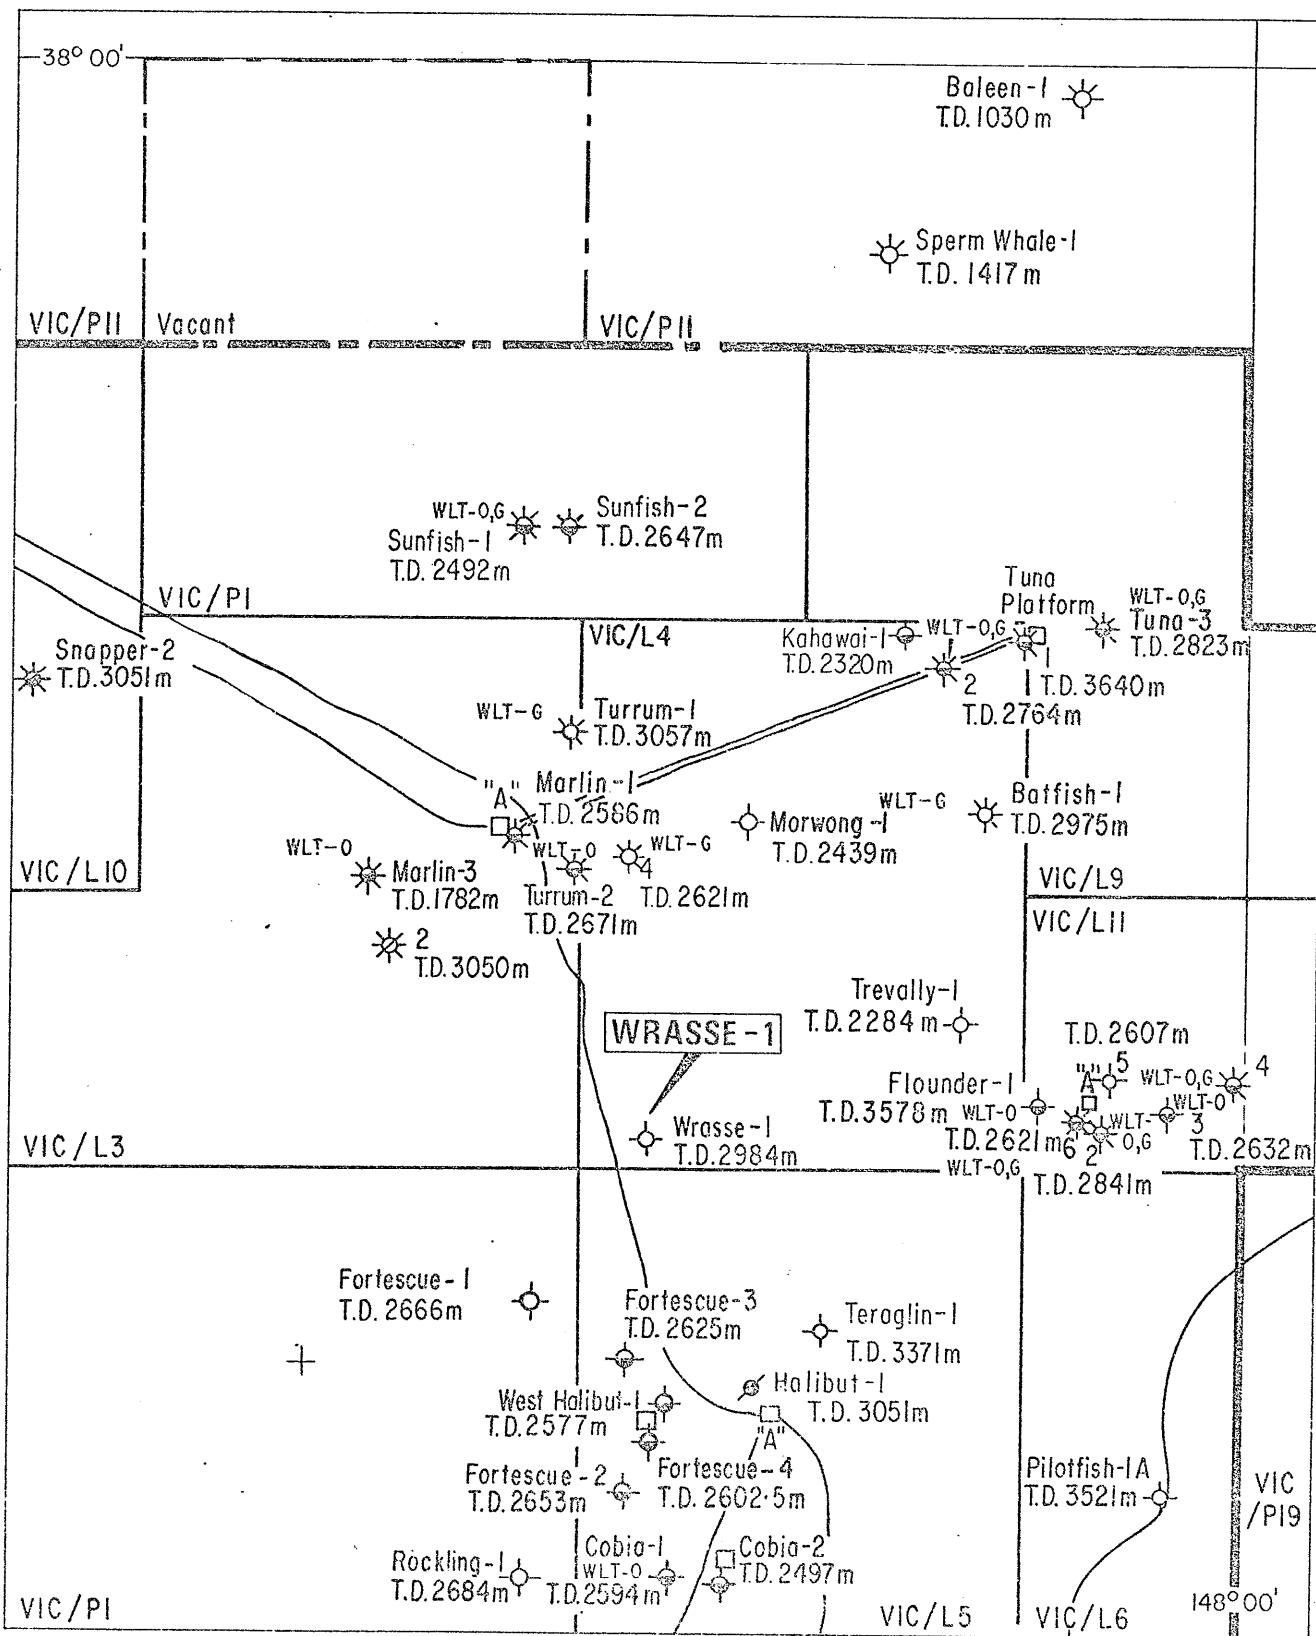 38° 00'
Baleen-1
T.D. 1030m
Sperm Whale-1
T.D. 1417m
VIC/P11
Vacant
VIC/P11
WLT-O,G
Sunfish-1
T.D. 2492m
Sunfish-2
T.D. 2647m
VIC/P1
VIC/L4
Tuna
Platform
WLT-O,G
Tuna-3
T.D. 2823m
Kahawai-1
T.D. 2320m
WLT-O,G
1
T.D. 3640m
2
T.D. 2764m
Snapper-2
T.D. 3051m
WLT-G
Turrum-1
T.D. 3057m
"A"
Marlin-1
T.D. 2586m
Morwong-1
T.D. 2439m
WLT-G
Batfish-1
T.D. 2975m
WLT-O
Marlin-3
T.D. 1782m
WLT-O
Turrum-2
T.D. 2671m
WLT-G
4
T.D. 2621m
VIC/L10
VIC/L9
VIC/L11
2
T.D. 3050m
Trevally-1
T.D. 2284m
WRASSE-1
T.D. 2607m
"A"
5
WLT-O,G
4
Flounder-1
T.D. 3578m
WLT-O
WLT-O
3
T.D. 2632m
T.D. 2621m
6
WLT-O,G
WLT-
O,G
2
T.D. 2841m
Wrasse-1
T.D. 2984m
VIC/L3
Fortescue-1
T.D. 2666m
Fortescue-3
T.D. 2625m
Teraglin-1
T.D. 3371m
Halibut-1
T.D. 3051m
"A"
West Halibut-1
T.D. 2577m
Fortescue-2
T.D. 2653m
Fortescue-4
T.D. 2602·5m
Pilotfish-1A
T.D. 3521m
VIC
/P19
Rockling-1
T.D. 2684m
Cobia-1
WLT-O
T.D. 2594m
Cobia-2
T.D. 2497m
VIC/P1
VIC/L5
VIC/L6
148° 00'